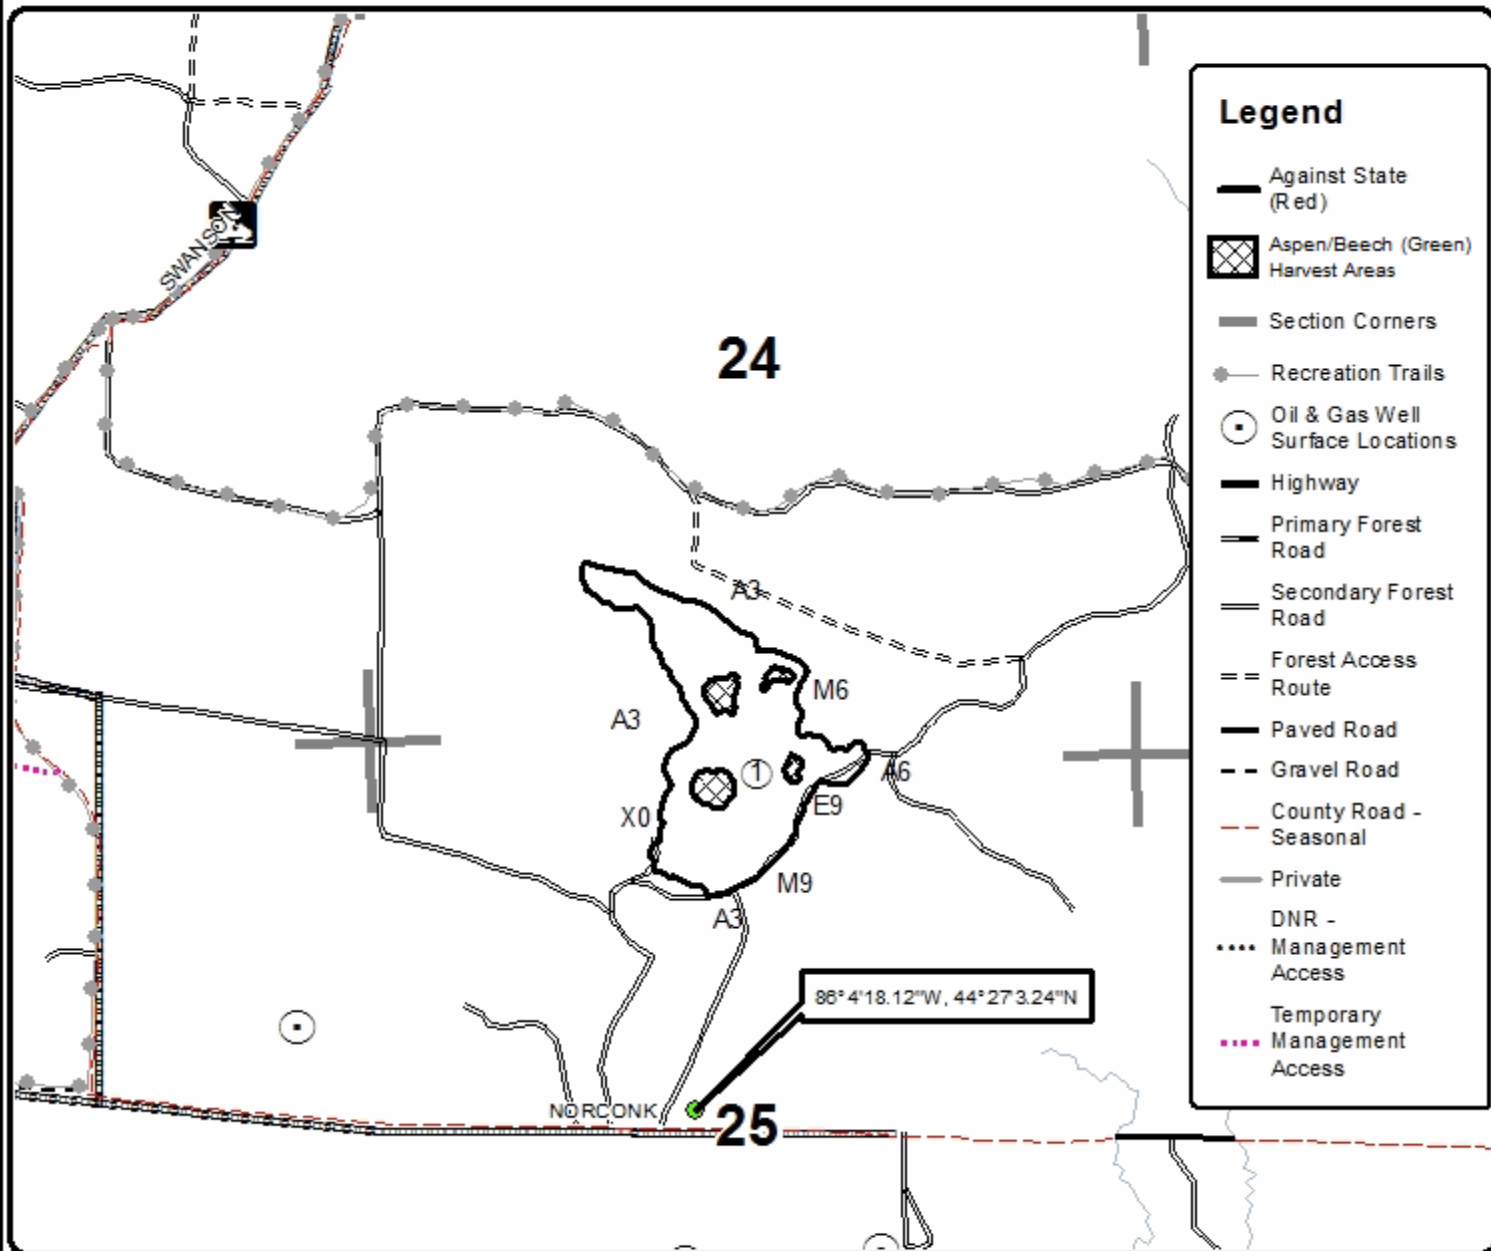 SWANSON
24
A3
M6
A3
1
A6
E9
X0
M9
A3
86°4'18.12"W, 44°27'3.24"N
NORCONK
25
Legend
Against State
(Red)
Aspen/Beech (Green)
Harvest Areas
Section Corners
Recreation Trails
Oil & Gas Well
Surface Locations
Highway
Primary Forest
Road
Secondary Forest
Road
Forest Access
Route
Paved Road
Gravel Road
County Road -
Seasonal
Private
DNR -
Management
Access
Temporary
Management
Access